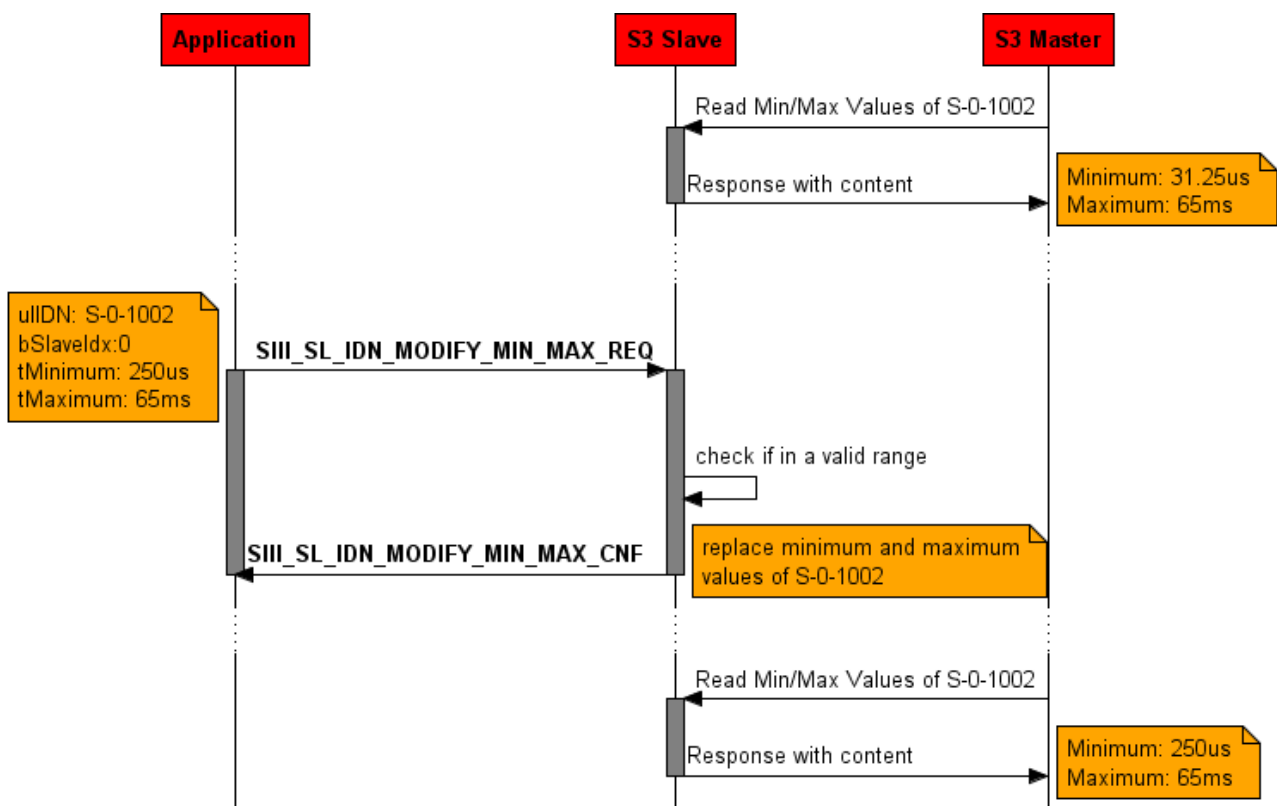 Application
S3 Slave
S3 Master
Read Min/Max Values of S-0-1002
Response with content
Minimum: 31.25us
Maximum: 65ms
ulIDN: S-0-1002
bSlaveIdx:0
tMinimum: 250us
tMaximum: 65ms
SIII_SL_IDN_MODIFY_MIN_MAX_REQ
check if in a valid range
SIII_SL_IDN_MODIFY_MIN_MAX_CNF
replace minimum and maximum
values of S-0-1002
Read Min/Max Values of S-0-1002
Response with content
Minimum: 250us
Maximum: 65ms